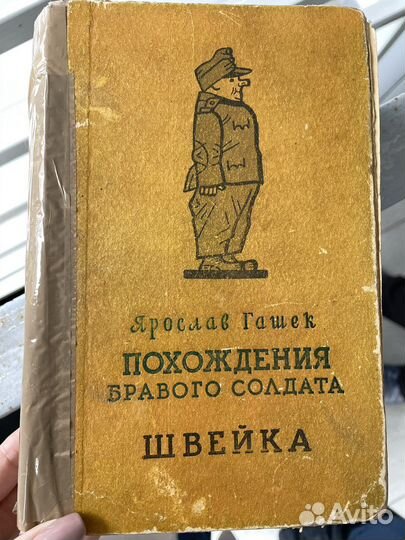 Ярослав Гашек
ПОХОЖДЕНИЯ
БРАВОГО СОЛДАТА
ШВЕЙКА
Avito